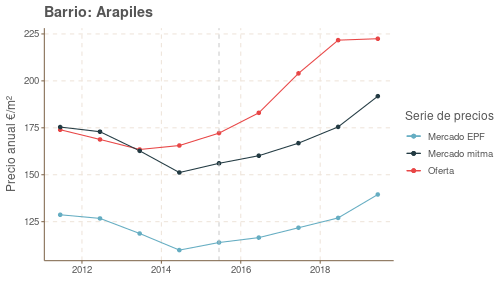 Barrio: Arapiles
Precio anual €/m²
225
200
175
150
125
2012
2014
2016
2018
Serie de precios
Mercado EPF
Mercado mitma
Oferta